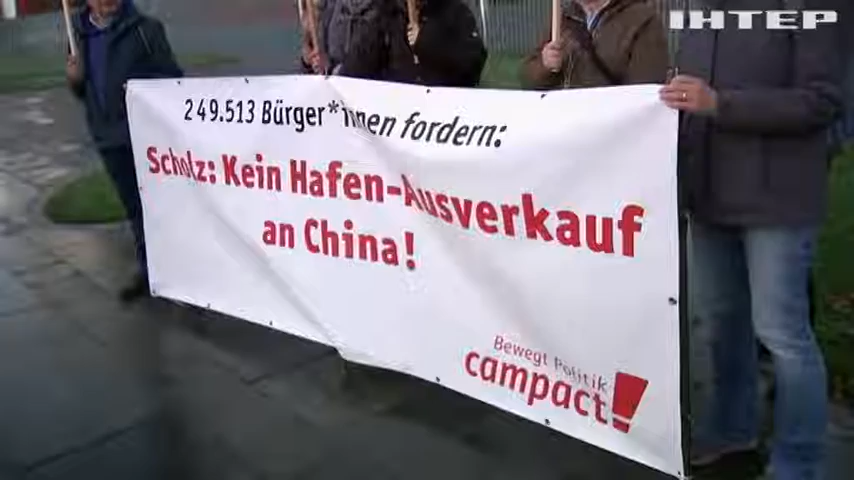 ІНТЕР
249.513 Bürger*innen fordern:
Scholz: Kein Hafen-Ausverkauf
an China!
Bewegt Politik
campact!